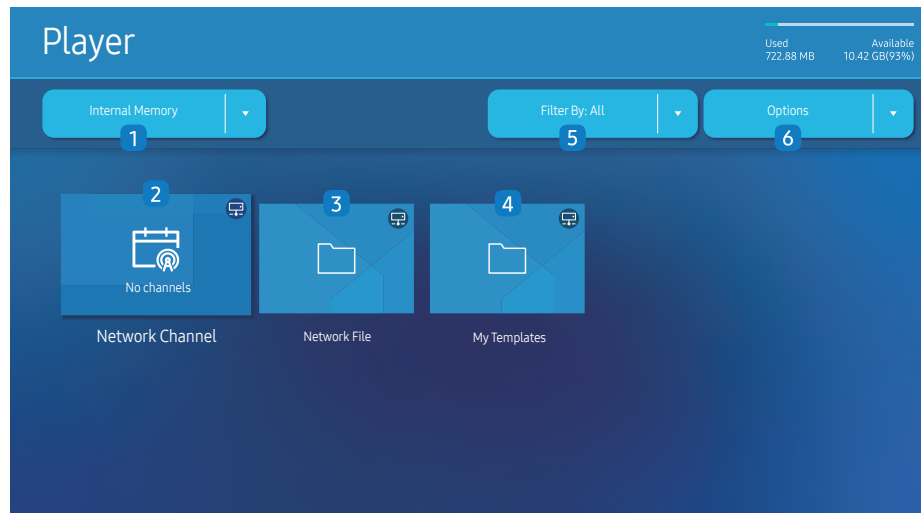 Player
Used Available
722.88 MB 10.42 GB(93%)
Internal Memory Filter By: All Options
1 5 6
2 3 4
No channels
Network Channel Network File My Templates